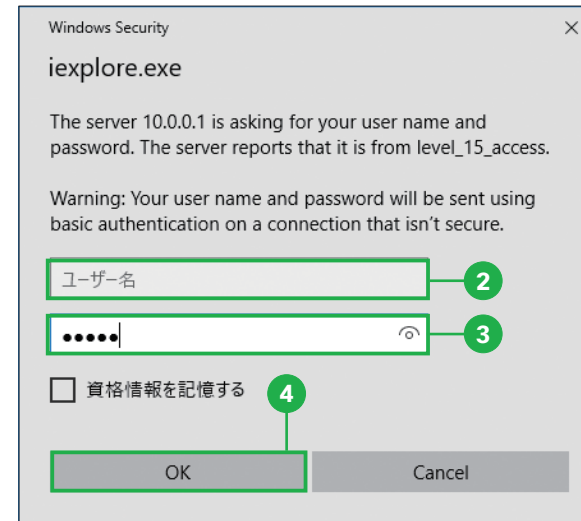 Windows Security
iexplore.exe
The server 10.0.0.1 is asking for your user name and
password. The server reports that it is from level_15_access.
Warning: Your user name and password will be sent using
basic authentication on a connection that isn't secure.
ユーザー名
2
•••••
3
資格情報を記憶する
4
OK
Cancel